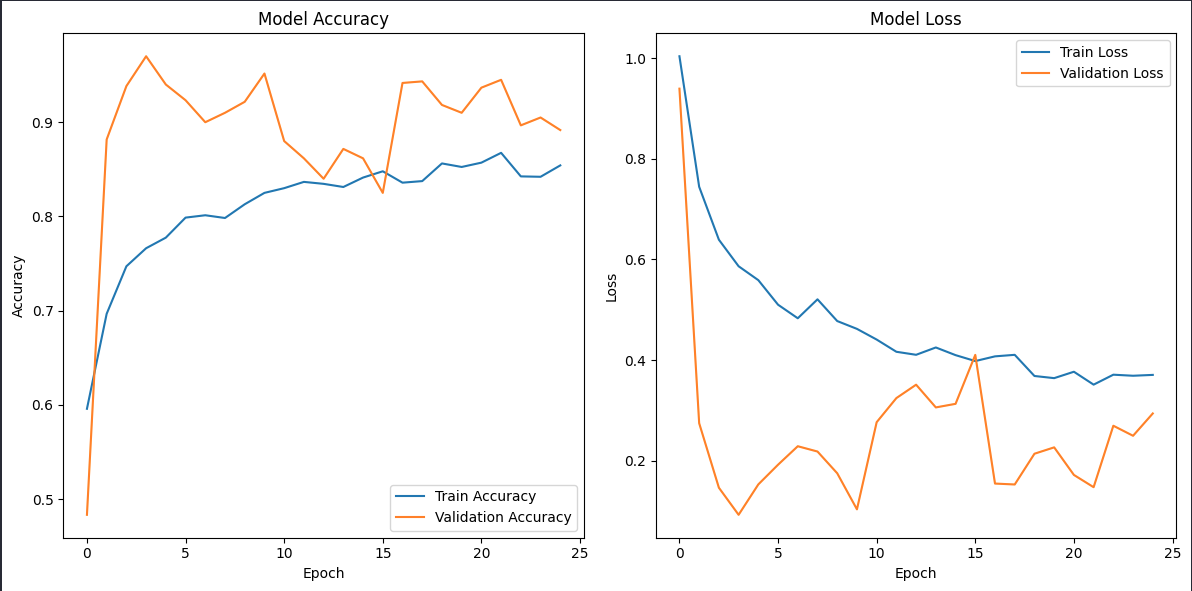 Model Accuracy
0.9
0.8
0.7
0.6
0.5
Accuracy
Train Accuracy
Validation Accuracy
0
5
10
15
20
25
Epoch
Model Loss
Train Loss
Validation Loss
1.0
0.8
0.6
0.4
0.2
Loss
0
5
10
15
20
25
Epoch